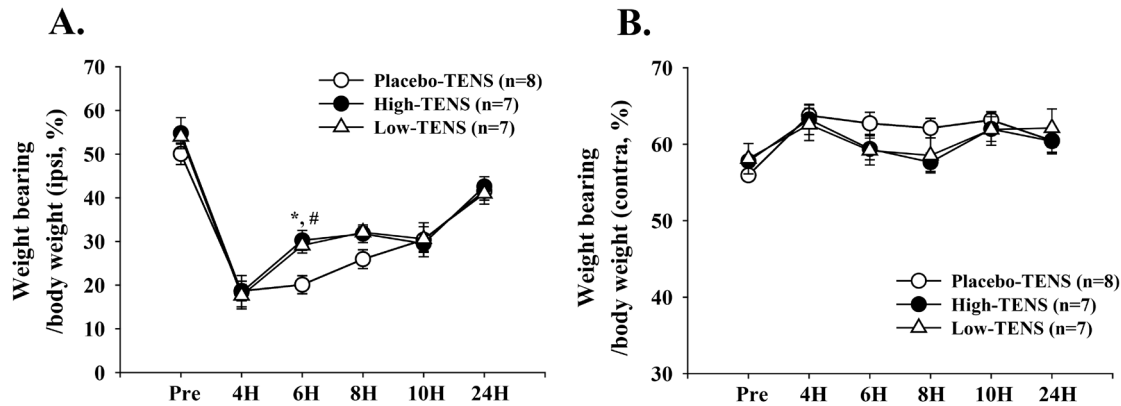 A.
70
60
50
40
30
20
10
0
Weight bearing
/body weight (ipsi, %)
Placebo-TENS (n=8)
High-TENS (n=7)
Low-TENS (n=7)
*, #
Pre 4H 6H 8H 10H 24H
B.
70
60
60
60
30
Weight bearing
/body weight (contra, %)
Placebo-TENS (n=8)
High-TENS (n=7)
Low-TENS (n=7)
Pre 4H 6H 8H 10H 24H